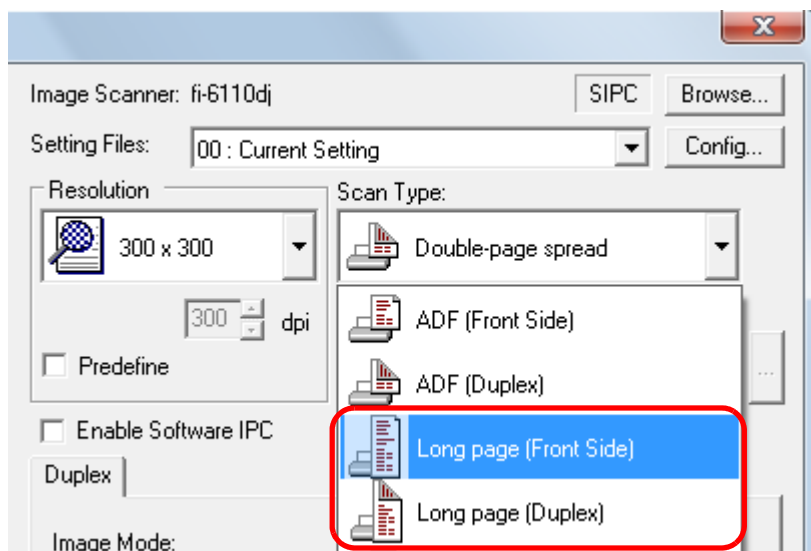 Image Scanner: fi-6110dj SIPC Browse...
Setting Files: 00 : Current Setting Config...
Resolution Scan Type:
300 x 300 Double-page spread
300 dpi ADF (Front Side)
Predefine ADF (Duplex) ...
Enable Software IPC Long page (Front Side)
Duplex Long page (Duplex)
Image Mode: